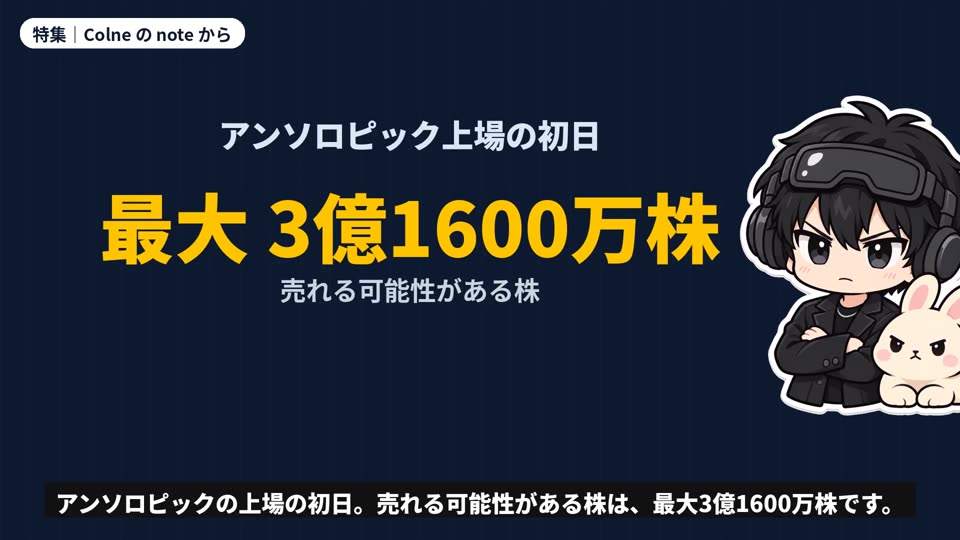 特集｜Colne の note から
アンソロピック上場の初日
最大 3億1600万株
売れる可能性がある株
アンソロピックの上場の初日。売れる可能性がある株は、最大3億1600万株です。